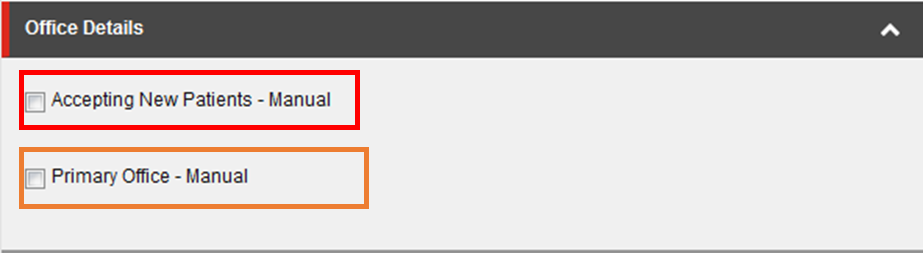 Office Details
Accepting New Patients - Manual
Primary Office - Manual